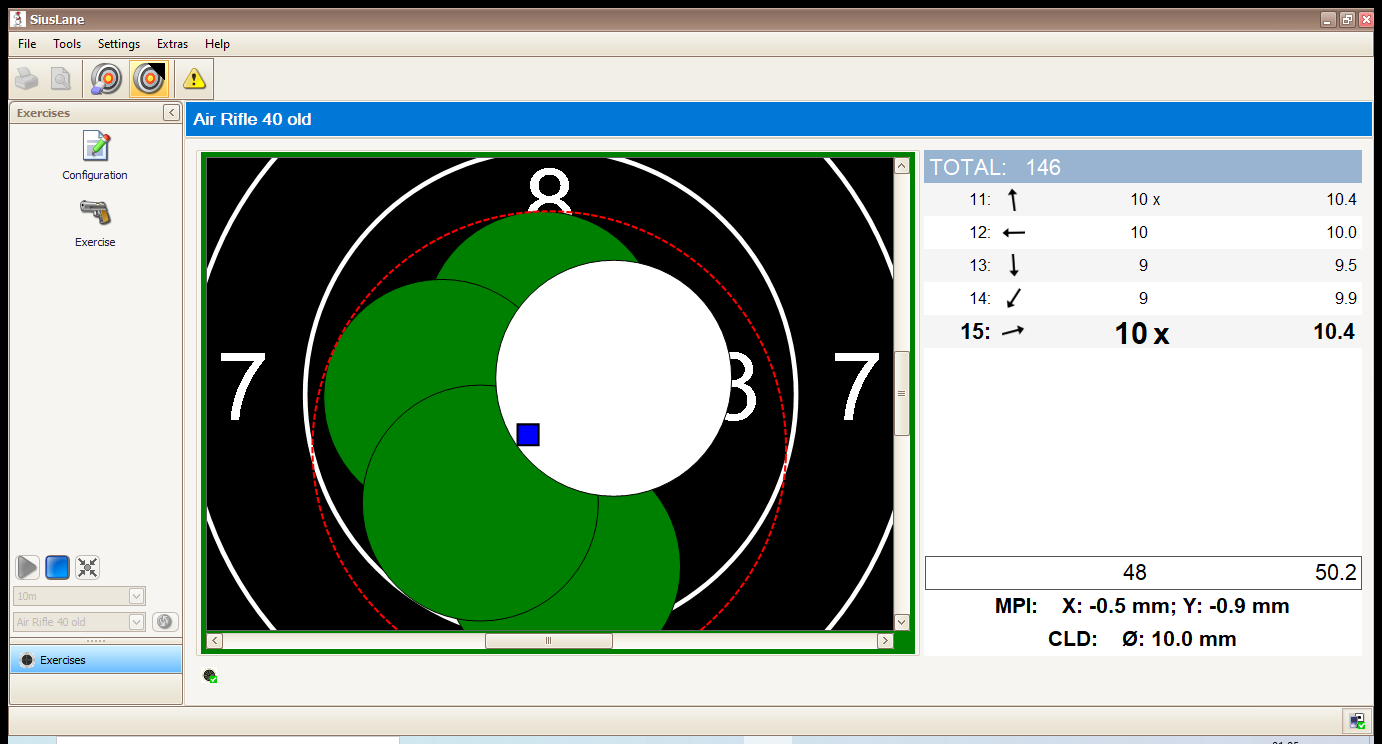 SiusLane
File Tools Settings Extras Help
Exercises
Configuration
Exercise
10m
Air Rifle 40 old
Exercises
Air Rifle 40 old
8
7
7
TOTAL: 146
11: 10 x 10.4
12: 10 10.0
13: 9 9.5
14: 9 9.9
15: 10 x 10.4
48 50.2
MPI: X: -0.5 mm; Y: -0.9 mm
CLD: Ø: 10.0 mm